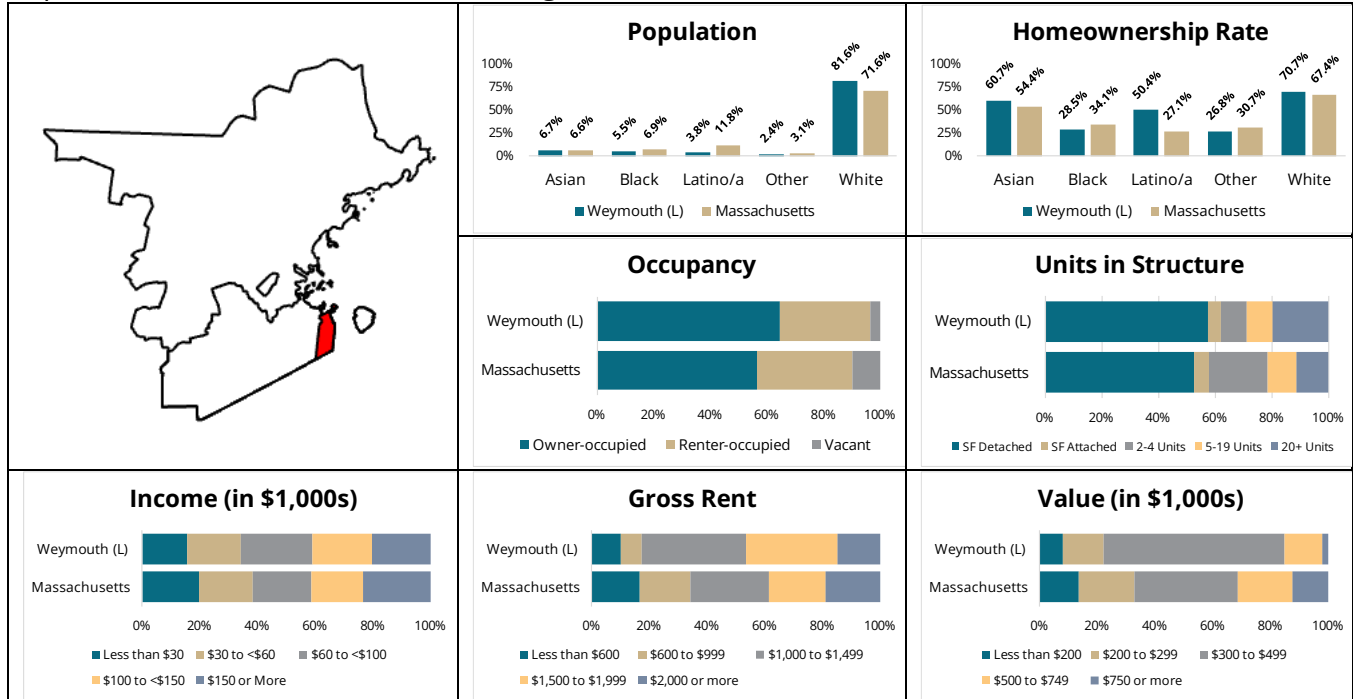 Population
100%
75%
50%
25%
0%
6.7% 6.6% 5.5% 6.9% 3.8% 11.8% 2.4% 3.1% 81.6% 71.6%
Asian Black Latino/a Other White
Weymouth (L) Massachusetts
Homeownership Rate
100%
75%
50%
25%
0%
60.7% 54.4% 28.5% 34.1% 50.4% 27.1% 26.8% 30.7% 70.7% 67.4%
Asian Black Latino/a Other White
Weymouth (L) Massachusetts
Occupancy
Weymouth (L)
Massachusetts
0% 20% 40% 60% 80% 100%
Owner-occupied Renter-occupied Vacant
Units in Structure
Weymouth (L)
Massachusetts
0% 20% 40% 60% 80% 100%
SF Detached SF Attached 2-4 Units 5-19 Units 20+ Units
Income (in $1,000s)
Weymouth (L)
Massachusetts
0% 20% 40% 60% 80% 100%
Less than $30 $30 to <$60 $60 to <$100
$100 to <$150 $150 or More
Gross Rent
Weymouth (L)
Massachusetts
0% 20% 40% 60% 80% 100%
Less than $600 $600 to $999 $1,000 to $1,499
$1,500 to $1,999 $2,000 or more
Value (in $1,000s)
Weymouth (L)
Massachusetts
0% 20% 40% 60% 80% 100%
Less than $200 $200 to $299 $300 to $499
$500 to $749 $750 or more